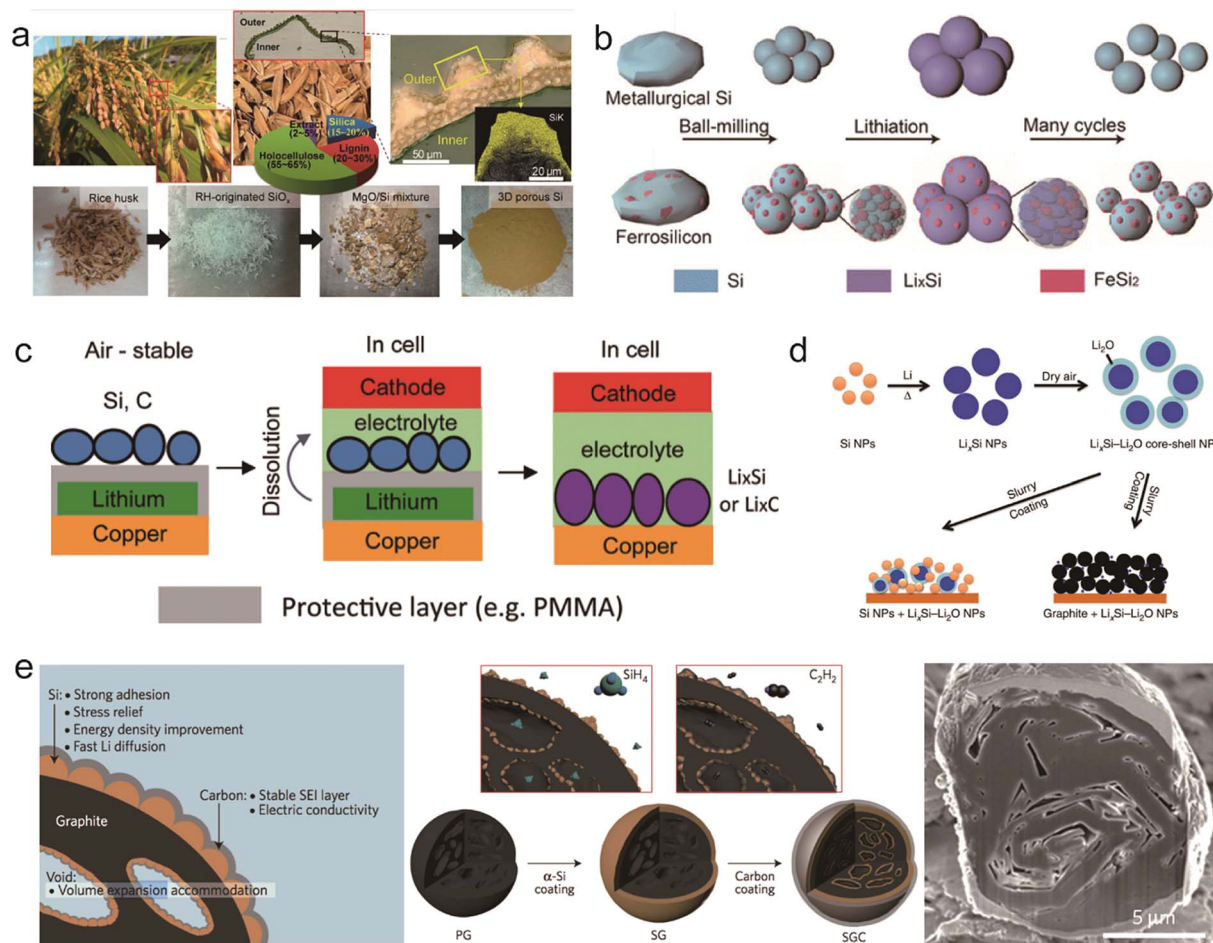 a
Outer
Inner
Outer
Inner
50 µm
SiK
20 µm
Extract
(2~5%)
Silica
(15~20%)
Holocellulose
(55~65%)
Lignin
(20~30%)
Rice husk
RH-originated SiOₓ
MgO/Si mixture
3D porous Si
b
Metallurgical Si
Ball-milling
Lithiation
Many cycles
Ferrosilicon
Si
LixSi
FeSi₂
c
Air - stable
Si, C
Lithium
Copper
Dissolution
In cell
Cathode
electrolyte
Lithium
Copper
In cell
Cathode
electrolyte
Copper
LixSi
or LixC
Protective layer (e.g. PMMA)
d
Si NPs
Li
Δ
LiₓSi NPs
Dry air
Li₂O
LiₓSi–Li₂O core-shell NP
Slurry
Coating
Slurry
Coating
Si NPs + LiₓSi–Li₂O NPs
Graphite + LiₓSi–Li₂O NPs
e
Si: • Strong adhesion
• Stress relief
• Energy density improvement
• Fast Li diffusion
Carbon: • Stable SEI layer
• Electric conductivity
Graphite
Void:
• Volume expansion accommodation
SiH₄
C₂H₂
PG
α-Si
coating
SG
Carbon
coating
SGC
5 µm